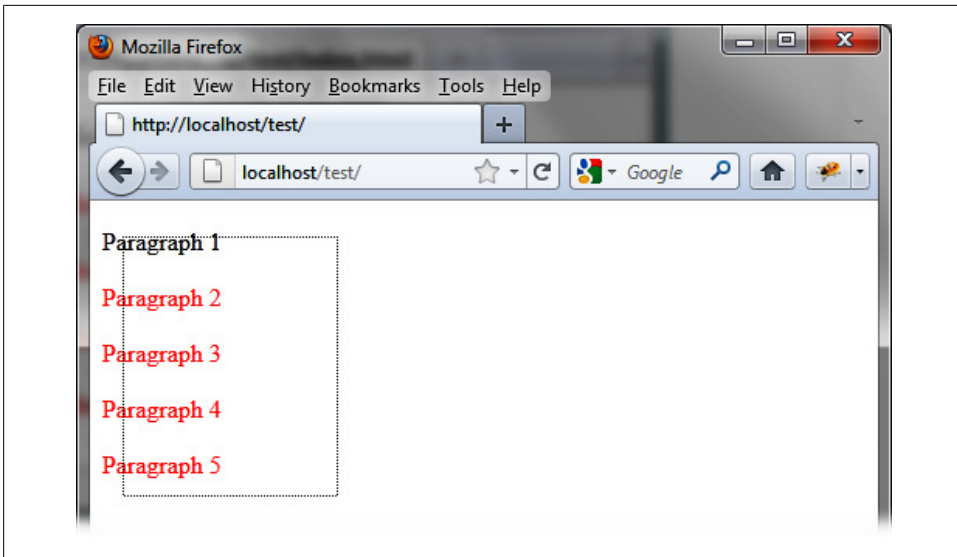 Mozilla Firefox
File Edit View History Bookmarks Tools Help
http://localhost/test/
localhost/test/ Google
Paragraph 1
Paragraph 2
Paragraph 3
Paragraph 4
Paragraph 5